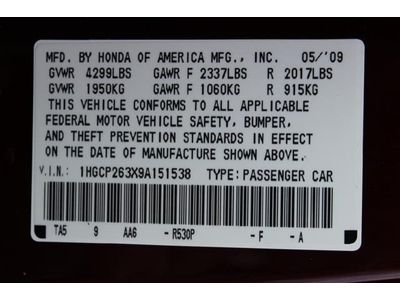 MFD. BY HONDA OF AMERICA MFG., INC. 05/'09
GVWR 4299LBS GAWR F 2337LBS R 2017LBS
GVWR 1950KG GAWR F 1060KG R 915KG
THIS VEHICLE CONFORMS TO ALL APPLICABLE
FEDERAL MOTOR VEHICLE SAFETY, BUMPER,
AND THEFT PREVENTION STANDARDS IN EFFECT
ON THE DATE OF MANUFACTURE SHOWN ABOVE.
V.I.N.: 1HGCP263X9A151538 TYPE: PASSENGER CAR
TA5 9 AA6 - R530P - F - A